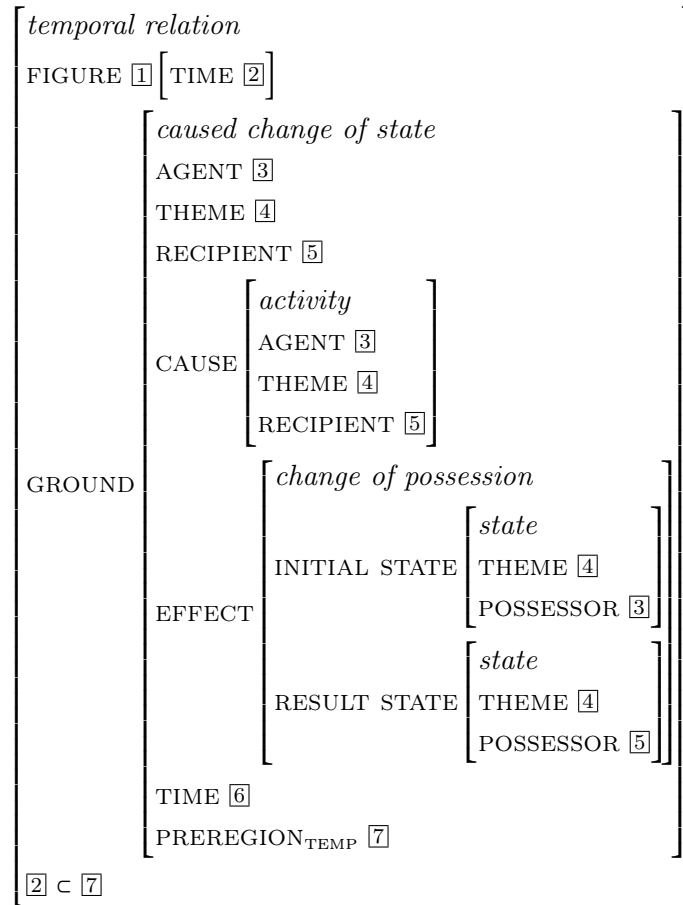 temporal relation
FIGURE 1 [TIME 2]
caused change of state
AGENT 3
THEME 4
RECIPIENT 5
activity
AGENT 3
CAUSE
THEME 4
RECIPIENT 5
GROUND
change of possession
state
INITIAL STATE THEME 4
POSSESSOR 3
EFFECT
state
RESULT STATE THEME 4
POSSESSOR 5
TIME 6
PREREGION_TEMP 7
2 ⊂ 7